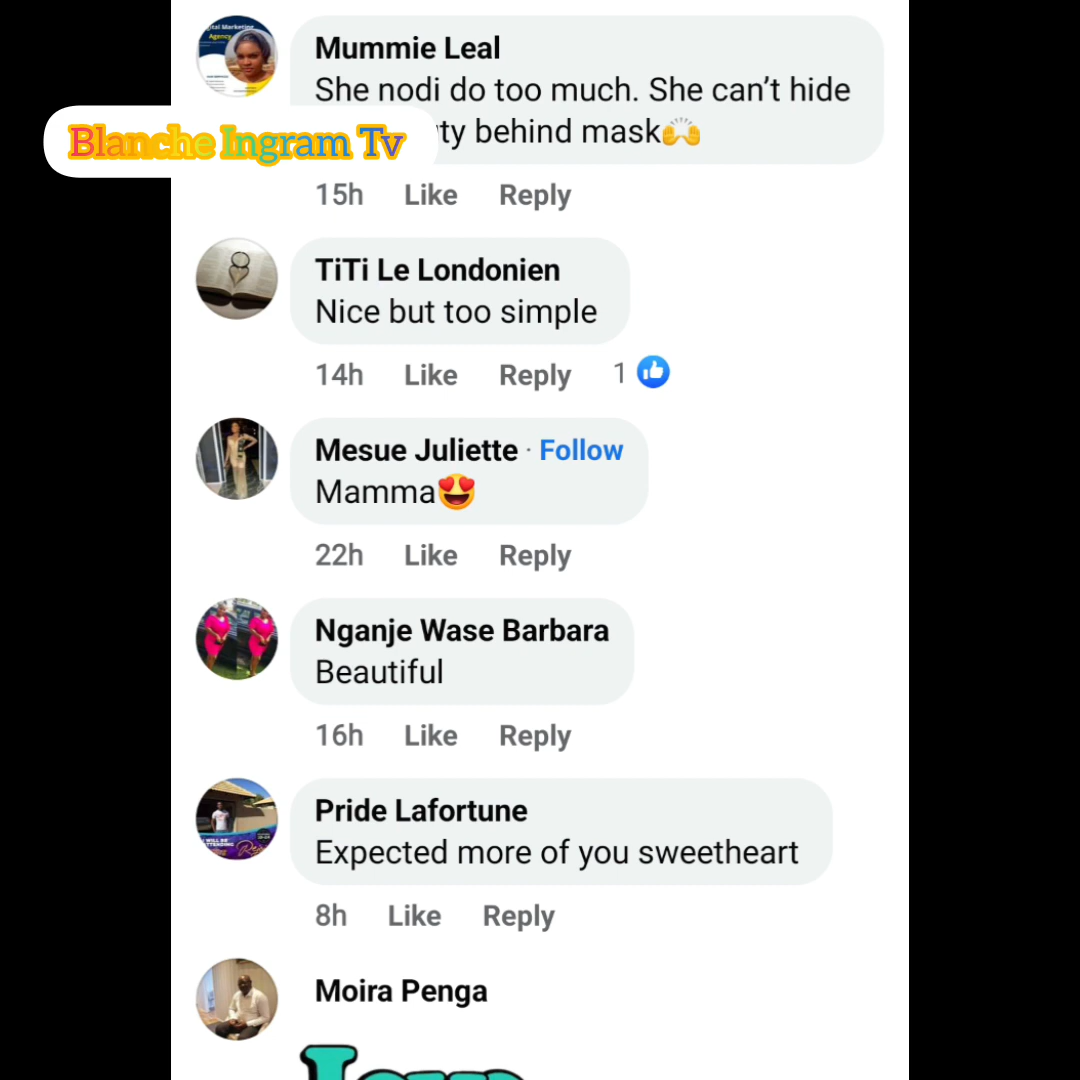 Mummie Leal
She nodi do too much. She can't hide
ty behind mask🙌
Blanche Ingram Tv
15h Like Reply
TiTi Le Londonien
Nice but too simple
14h Like Reply 1
Mesue Juliette · Follow
Mamma😍
22h Like Reply
Nganje Wase Barbara
Beautiful
16h Like Reply
Pride Lafortune
Expected more of you sweetheart
8h Like Reply
Moira Penga